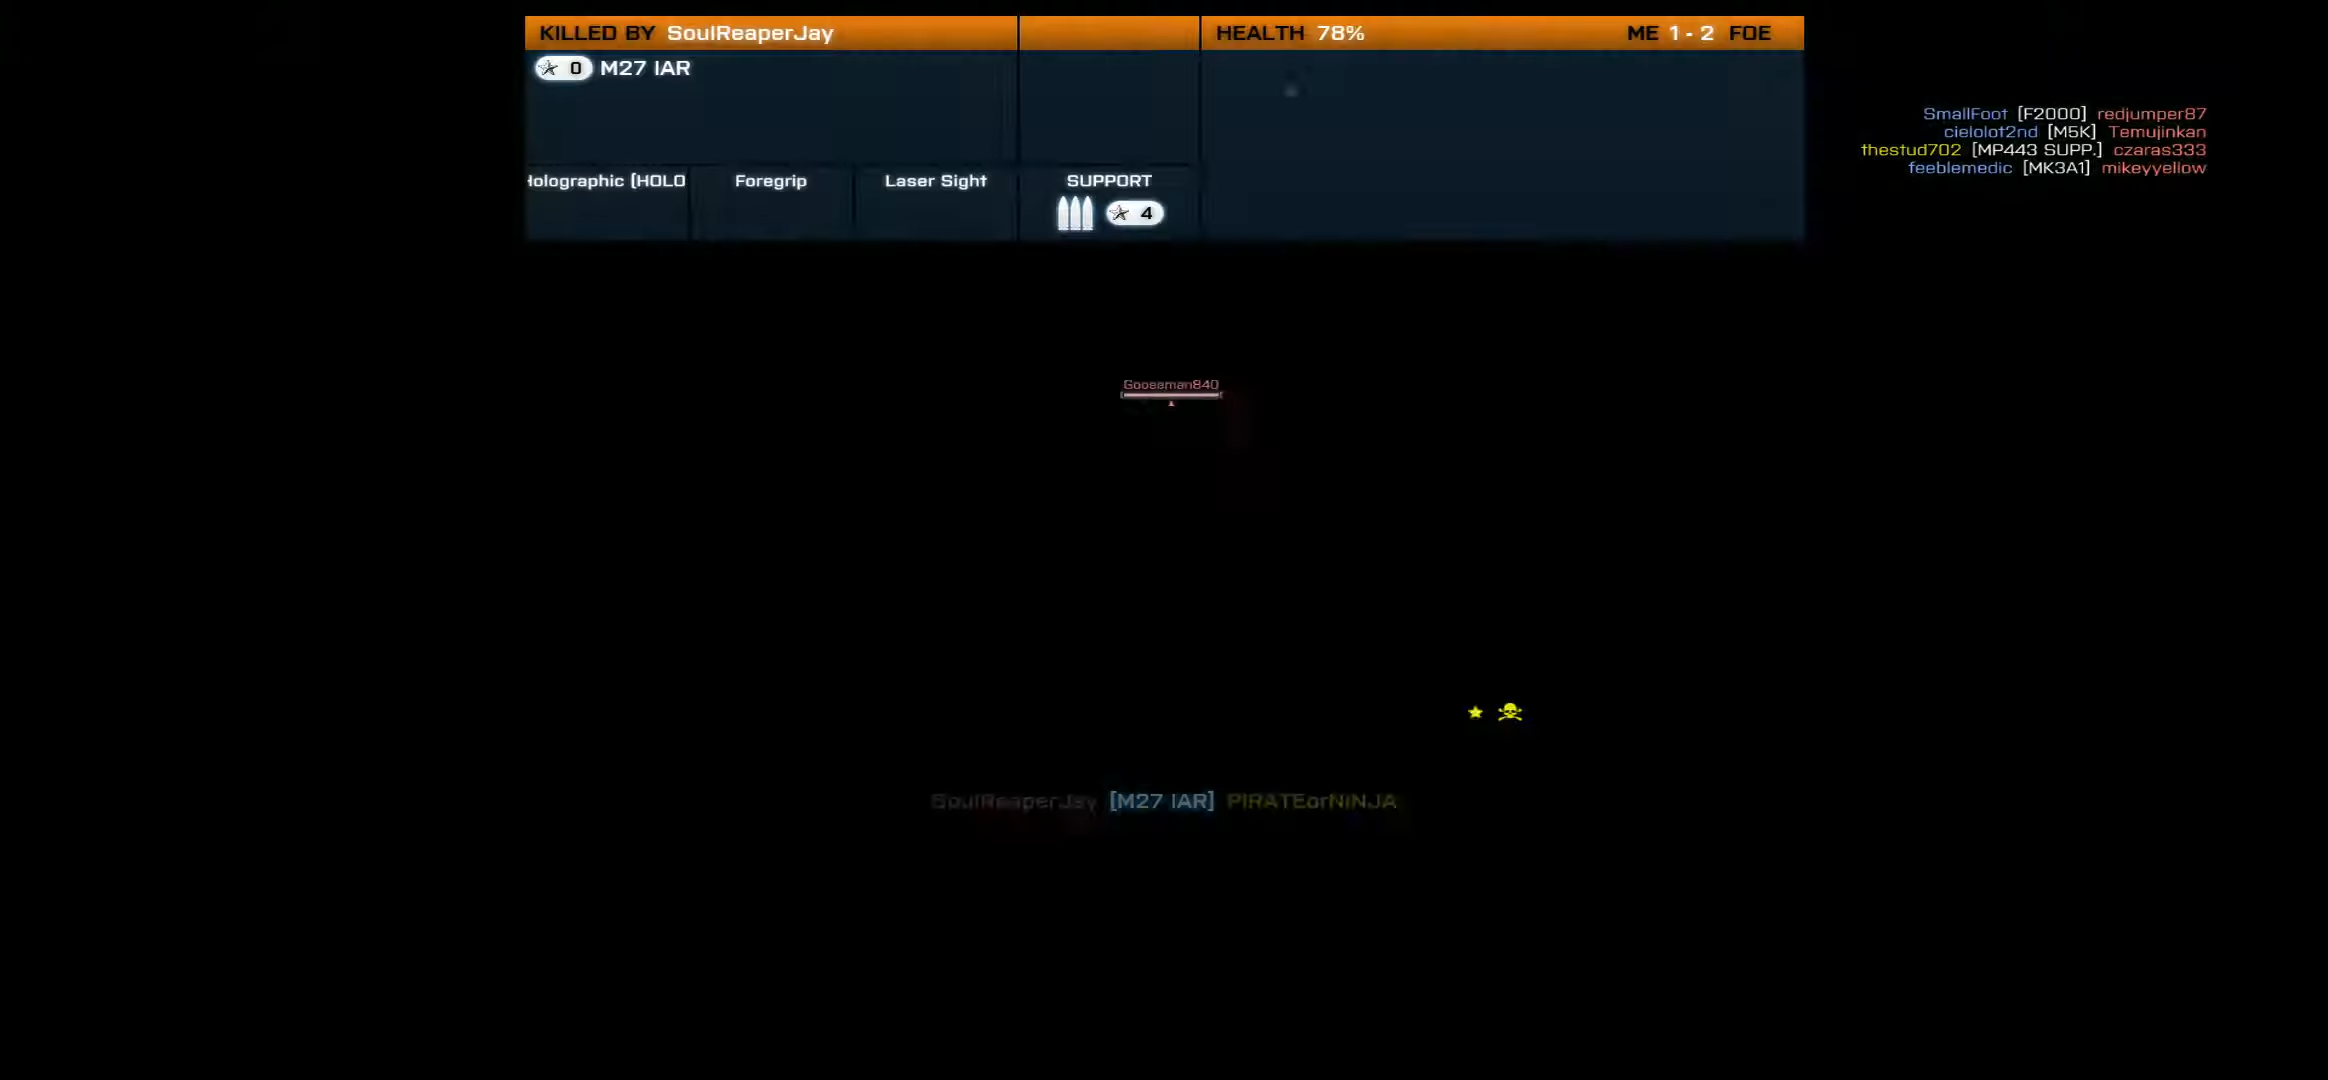 KILLED BY SoulReaperJay
HEALTH 78%
ME 1 - 2 FOE
0 M27 IAR
Holographic (HOLO
Foregrip
Laser Sight
SUPPORT
4
SmallFoot [F2000] redjumper87
cielolot2nd [M5K] Temujinkan
thestud702 [MP443 SUPP.] czaras333
feeblemedic [MK3A1] mikeyyellow
Gooseman840
SoulReaperJay [M27 IAR] PIRATEorNINJA